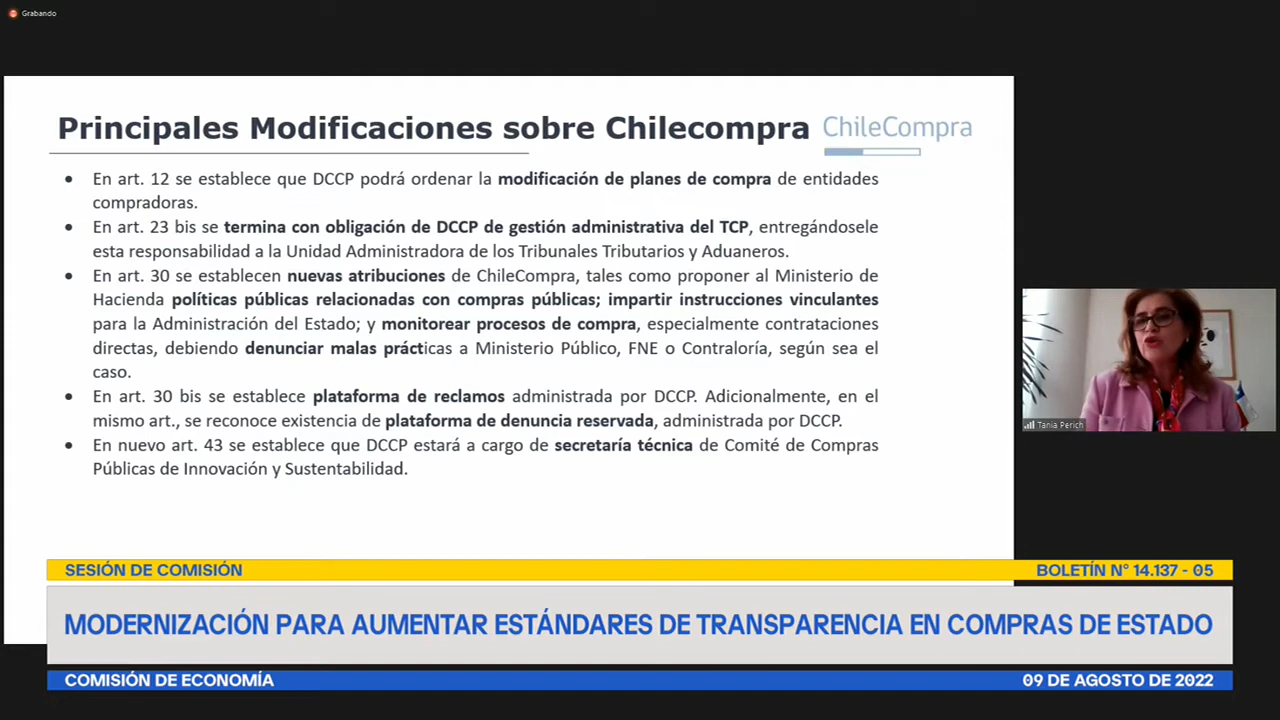 Grabando
Principales Modificaciones sobre Chilecompra
ChileCompra
• En art. 12 se establece que DCCP podrá ordenar la modificación de planes de compra de entidades
compradoras.
• En art. 23 bis se termina con obligación de DCCP de gestión administrativa del TCP, entregándosele
esta responsabilidad a la Unidad Administradora de los Tribunales Tributarios y Aduaneros.
• En art. 30 se establecen nuevas atribuciones de ChileCompra, tales como proponer al Ministerio de
Hacienda políticas públicas relacionadas con compras públicas; impartir instrucciones vinculantes
para la Administración del Estado; y monitorear procesos de compra, especialmente contrataciones
directas, debiendo denunciar malas prácticas a Ministerio Público, FNE o Contraloría, según sea el
caso.
• En art. 30 bis se establece plataforma de reclamos administrada por DCCP. Adicionalmente, en el
mismo art., se reconoce existencia de plataforma de denuncia reservada, administrada por DCCP.
• En nuevo art. 43 se establece que DCCP estará a cargo de secretaría técnica de Comité de Compras
Públicas de Innovación y Sustentabilidad.
Tania Perich
SESIÓN DE COMISIÓN
BOLETÍN N° 14.137 - 05
MODERNIZACIÓN PARA AUMENTAR ESTÁNDARES DE TRANSPARENCIA EN COMPRAS DE ESTADO
COMISIÓN DE ECONOMÍA
09 DE AGOSTO DE 2022